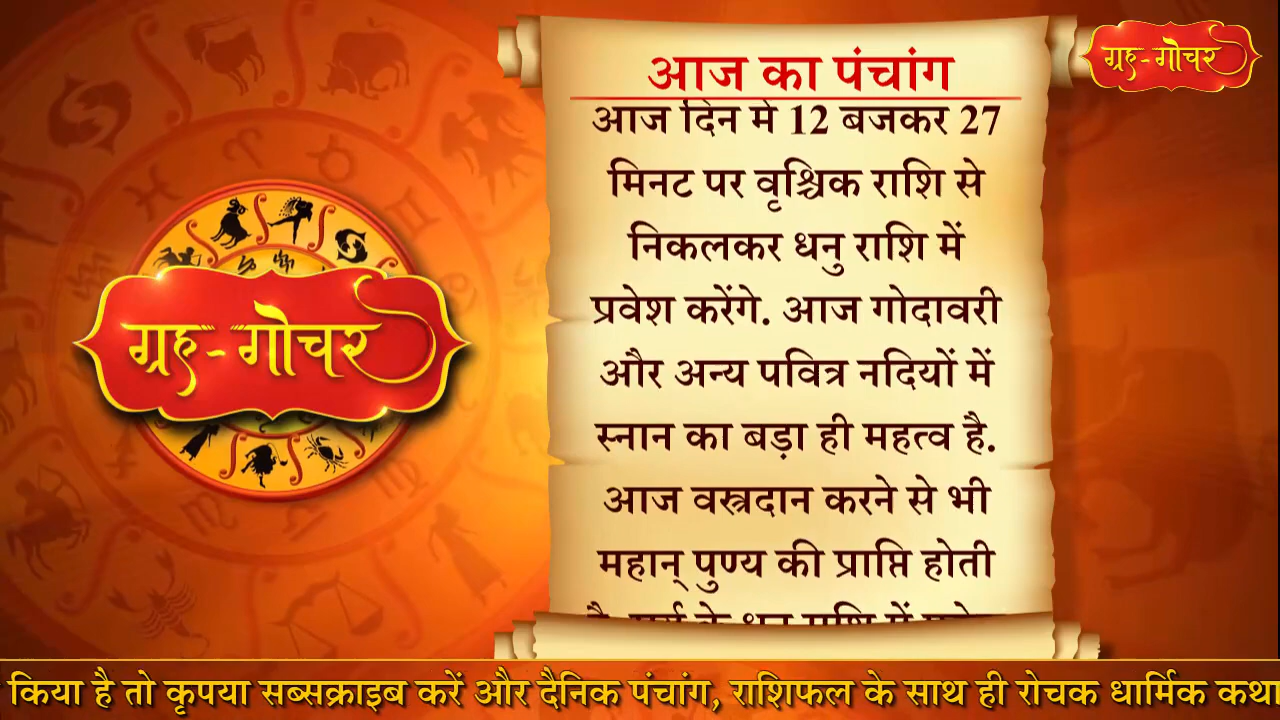 आज का पंचांग
ग्रह-गोचर
आज दिन में 12 बजकर 27
मिनट पर वृश्चिक राशि से
निकलकर धनु राशि में
प्रवेश करेंगे. आज गोदावरी
और अन्य पवित्र नदियों में
स्नान का बड़ा ही महत्व है.
आज वस्त्रदान करने से भी
महान् पुण्य की प्राप्ति होती
ग्रह-गोचर
किया है तो कृपया सब्सक्राइब करें और दैनिक पंचांग, राशिफल के साथ ही रोचक धार्मिक कथा